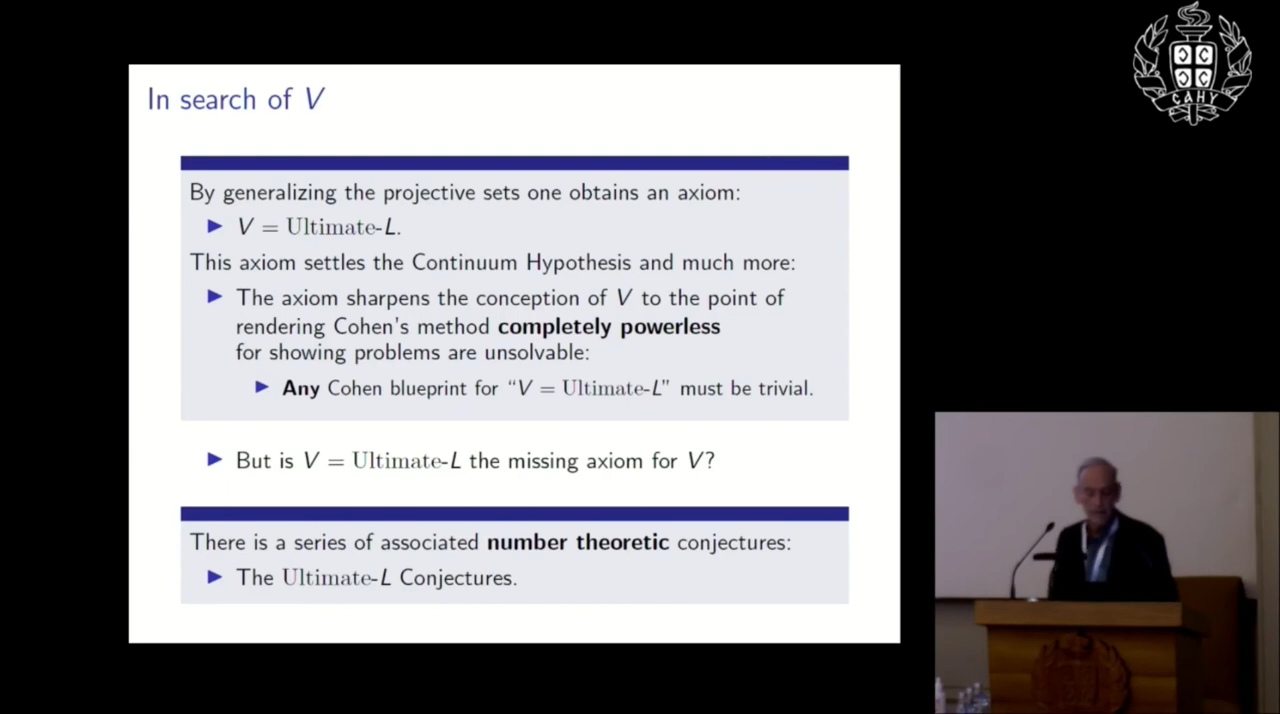 In search of V
By generalizing the projective sets one obtains an axiom:
▶ V = Ultimate-L.
This axiom settles the Continuum Hypothesis and much more:
▶ The axiom sharpens the conception of V to the point of
rendering Cohen's method completely powerless
for showing problems are unsolvable:
▶ Any Cohen blueprint for “V = Ultimate-L” must be trivial.
▶ But is V = Ultimate-L the missing axiom for V?
There is a series of associated number theoretic conjectures:
▶ The Ultimate-L Conjectures.
САНУ